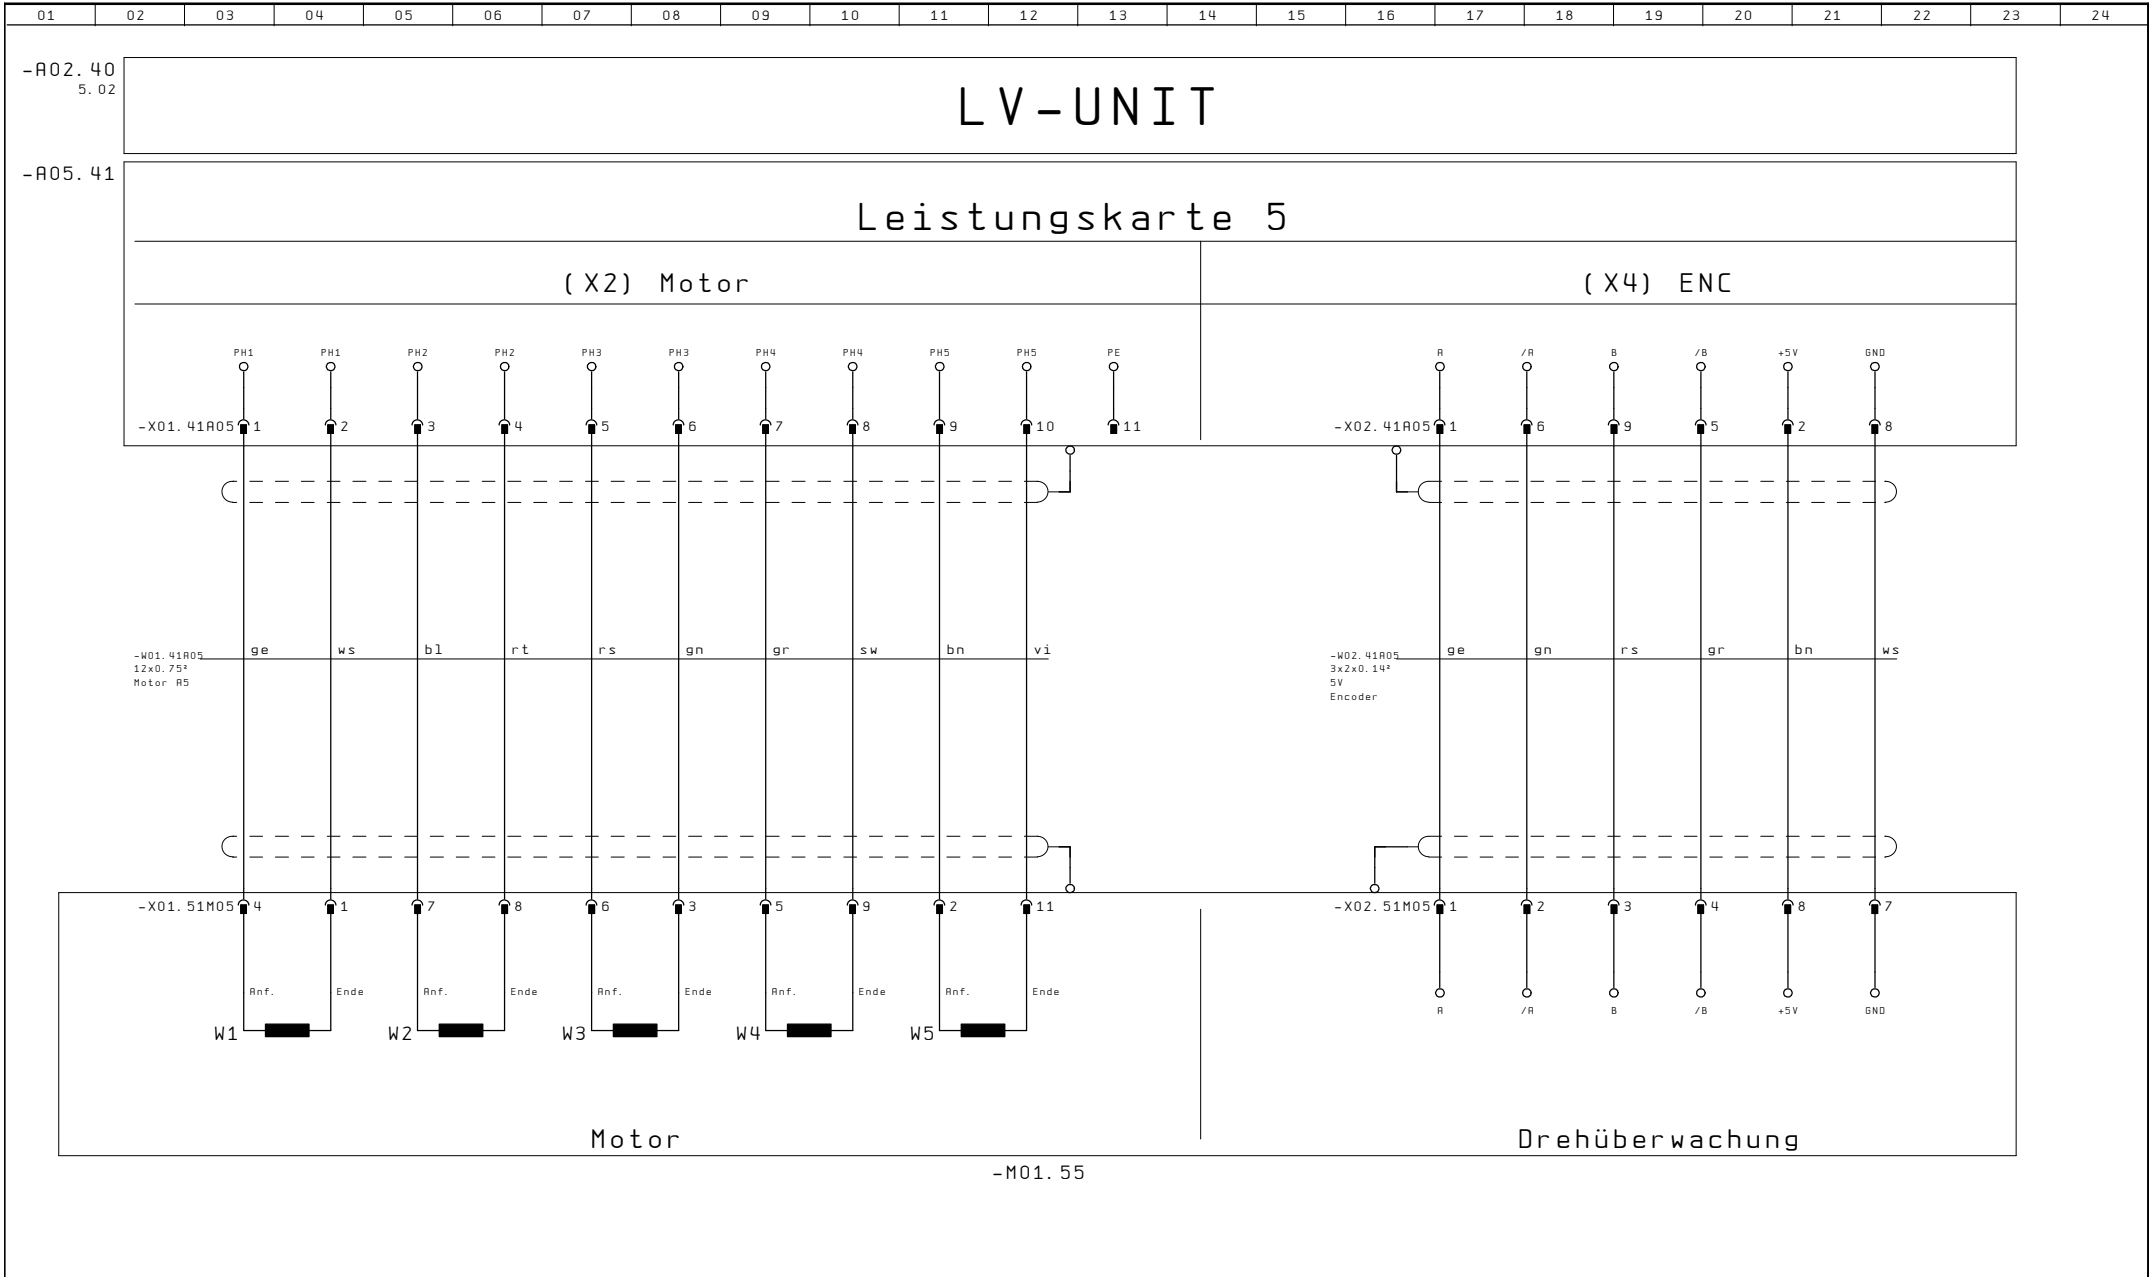 01 02 03 04 05 06 07 08 09 10 11 12 13 14 15 16 17 18 19 20 21 22 23 24
-A02.40
5.02
LV-UNIT
-A05.41
Leistungskarte 5
(X2) Motor (X4) ENC
PH1 PH1 PH2 PH2 PH3 PH3 PH4 PH4 PH5 PH5 PE A /A B /B +5V GND
-X01.41A05 1 2 3 4 5 6 7 8 9 10 11 -X02.41A05 1 6 9 5 2 8
ge ws bl rt rs gn gr sw bn vi ge gn rs gr bn ws
-W01.41A05
12x0.75²
Motor A5
-W02.41A05
3x2x0.14²
5V
Encoder
-X01.51M05 4 1 7 8 6 3 5 9 2 11 -X02.51M05 1 2 3 4 8 7
Anf. Ende Anf. Ende Anf. Ende Anf. Ende Anf. Ende
A /A B /B +5V GND
W1 W2 W3 W4 W5
Motor Drehüberwachung
-M01.55